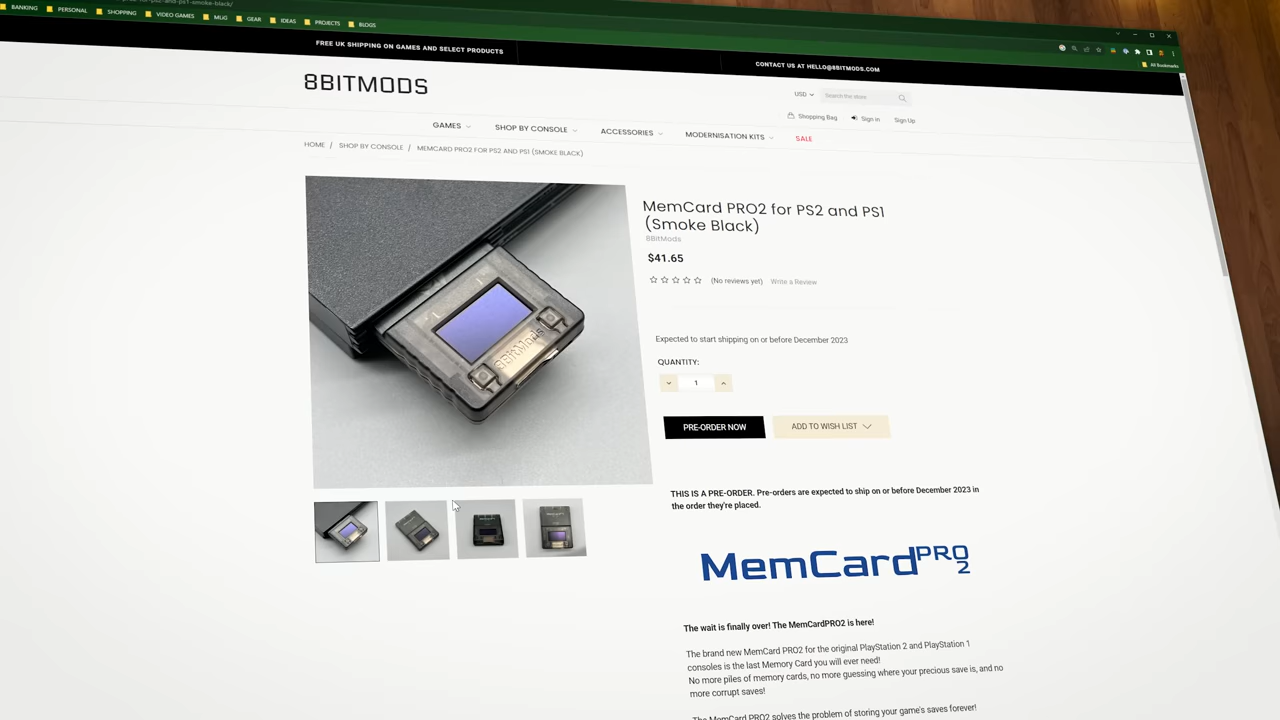 BANKING PERSONAL SHOPPING VIDEO GAMES MUG GEAR IDEAS PROJECTS BLOGS
All Bookmarks
FREE UK SHIPPING ON GAMES AND SELECT PRODUCTS
CONTACT US AT HELLO@8BITMODS.COM
8BITMODS
USD
Search the store
Shopping Bag Sign In Sign Up
GAMES SHOP BY CONSOLE ACCESSORIES MODERNISATION KITS SALE
HOME / SHOP BY CONSOLE / MEMCARD PRO2 FOR PS2 AND PS1 (SMOKE BLACK)
8BitMods
MemCard PRO2 for PS2 and PS1
(Smoke Black)
8BitMods
$41.65
(No reviews yet) Write a Review
Expected to start shipping on or before December 2023
QUANTITY:
1
PRE-ORDER NOW
ADD TO WISH LIST
THIS IS A PRE-ORDER. Pre-orders are expected to ship on or before December 2023 in
the order they're placed.
MemCard PRO 2
The wait is finally over! The MemCardPRO2 is here!
The brand new MemCard PRO2 for the original PlayStation 2 and PlayStation 1
consoles is the last Memory Card you will ever need!
No more piles of memory cards, no more guessing where your precious save is, and no
more corrupt saves!
The MemCard PRO2 solves the problem of storing your game's saves forever!